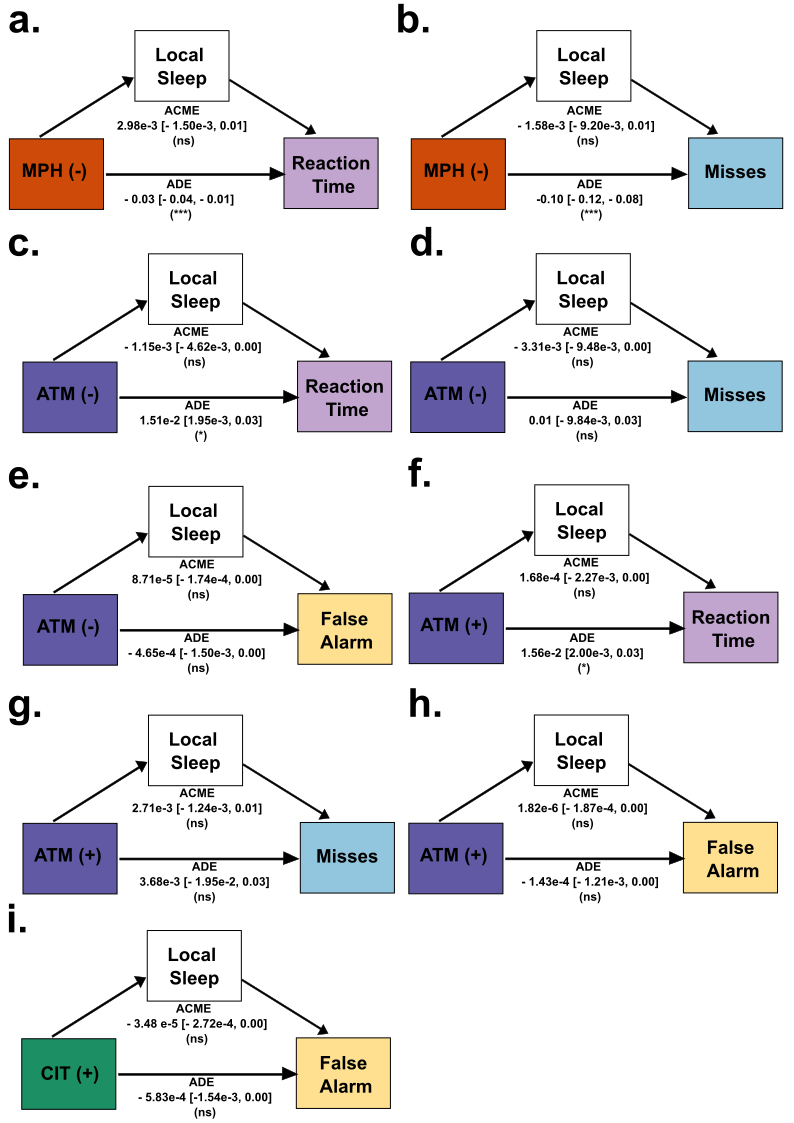 a.
Local
Sleep
ACME
2.98e-3 [- 1.50e-3, 0.01]
(ns)
MPH (-)
Reaction
Time
ADE
- 0.03 [- 0.04, - 0.01]
(***)
b.
Local
Sleep
ACME
- 1.58e-3 [- 9.20e-3, 0.01]
(ns)
MPH (-)
Misses
ADE
-0.10 [- 0.12, - 0.08]
(***)
c.
Local
Sleep
ACME
- 1.15e-3 [- 4.62e-3, 0.00]
(ns)
ATM (-)
Reaction
Time
ADE
1.51e-2 [1.95e-3, 0.03]
(*)
d.
Local
Sleep
ACME
- 3.31e-3 [- 9.48e-3, 0.00]
(ns)
ATM (-)
Misses
ADE
0.01 [- 9.84e-3, 0.03]
(ns)
e.
Local
Sleep
ACME
8.71e-5 [- 1.74e-4, 0.00]
(ns)
ATM (-)
False
Alarm
ADE
- 4.65e-4 [- 1.50e-3, 0.00]
(ns)
f.
Local
Sleep
ACME
1.68e-4 [- 2.27e-3, 0.00]
(ns)
ATM (+)
Reaction
Time
ADE
1.56e-2 [2.00e-3, 0.03]
(*)
g.
Local
Sleep
ACME
2.71e-3 [- 1.24e-3, 0.01]
(ns)
ATM (+)
Misses
ADE
3.68e-3 [- 1.95e-2, 0.03]
(ns)
h.
Local
Sleep
ACME
1.82e-6 [- 1.87e-4, 0.00]
(ns)
ATM (+)
False
Alarm
ADE
- 1.43e-4 [- 1.21e-3, 0.00]
(ns)
i.
Local
Sleep
ACME
- 3.48 e-5 [- 2.72e-4, 0.00]
(ns)
CIT (+)
False
Alarm
ADE
- 5.83e-4 [-1.54e-3, 0.00]
(ns)